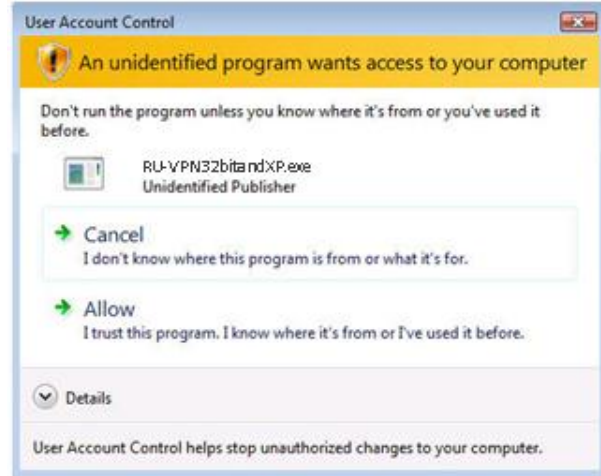 User Account Control
An unidentified program wants access to your computer
Don't run the program unless you know where it's from or you've used it
before.
RU-VPN32bitandXP.exe
Unidentified Publisher
Cancel
I don't know where this program is from or what it's for.
Allow
I trust this program. I know where it's from or I've used it before.
Details
User Account Control helps stop unauthorized changes to your computer.